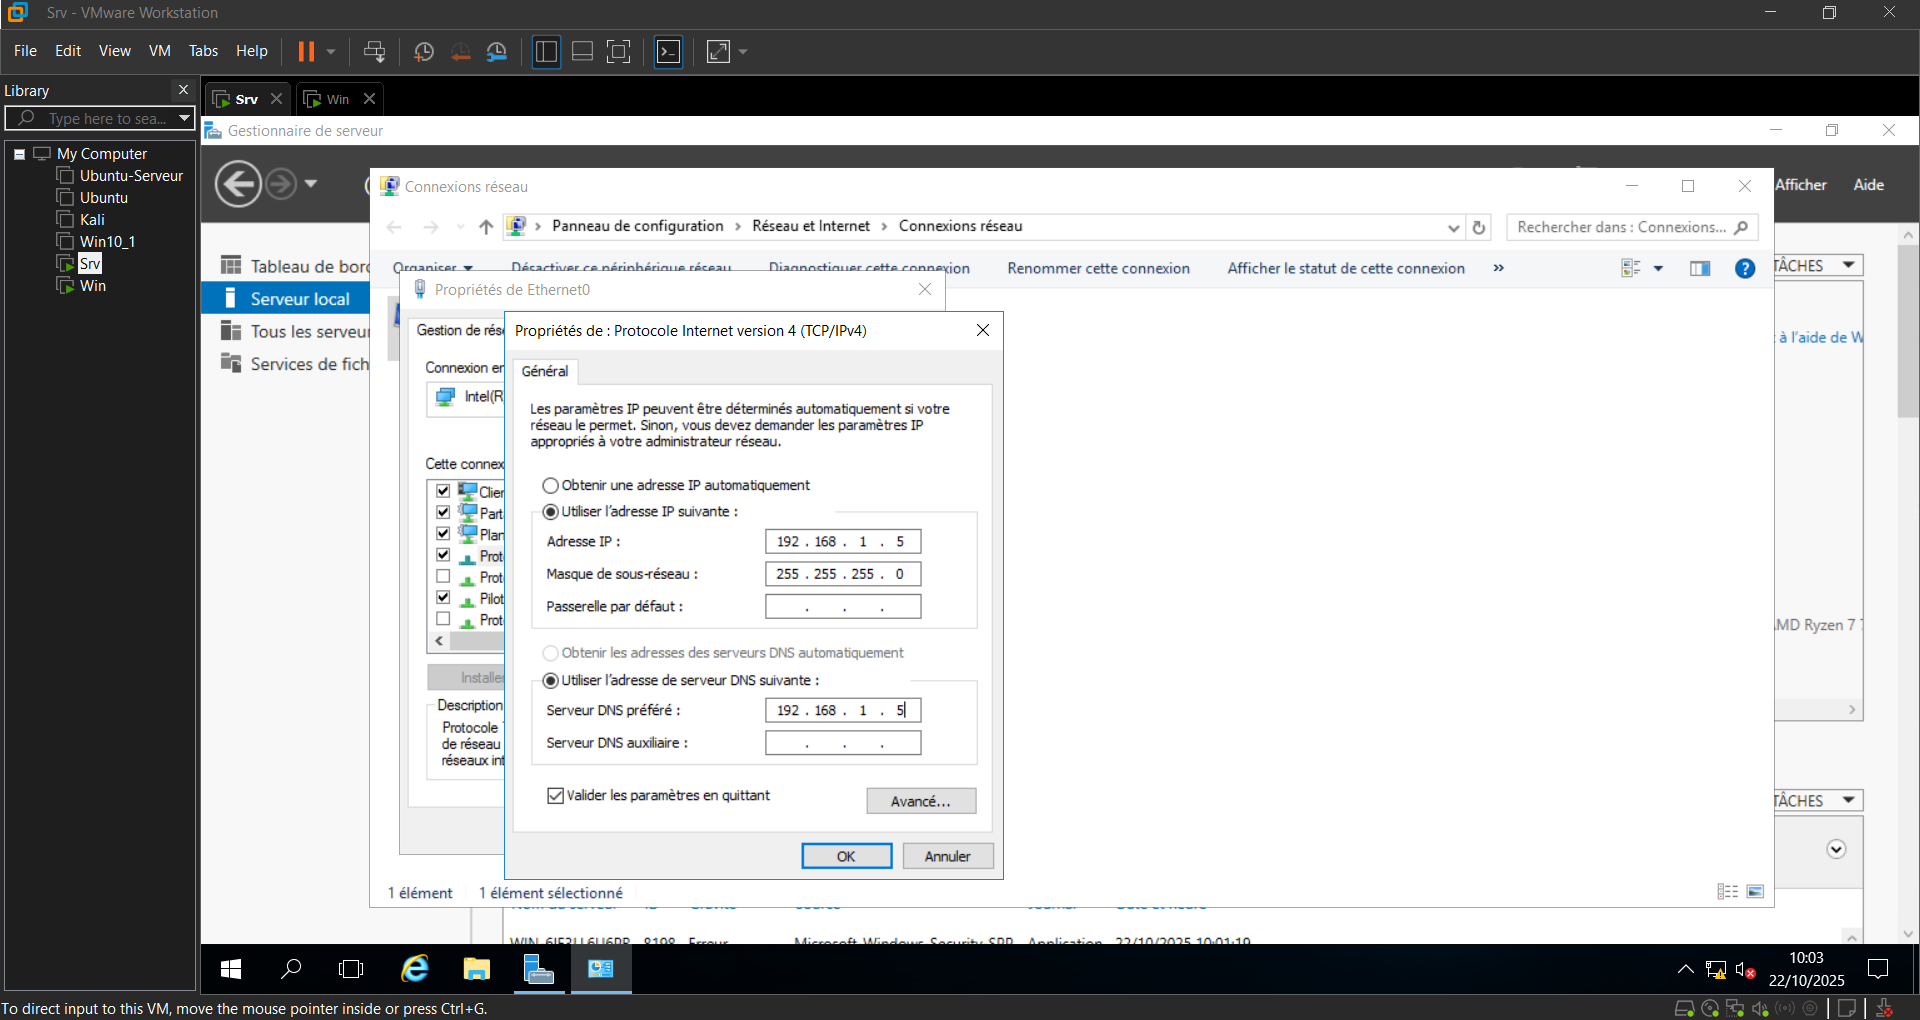 Srv - VMware Workstation
File Edit View VM Tabs Help
Library
Type here to sea...
My Computer
Ubuntu-Serveur
Ubuntu
Kali
Win10_1
Srv
Win
Srv
Win
Gestionnaire de serveur
Afficher Aide
Tableau de bord
Serveur local
Tous les serveur
Services de fich
Connexions réseau
Panneau de configuration > Réseau et Internet > Connexions réseau
Rechercher dans : Connexions...
Organiser Désactiver ce périphérique réseau Diagnostiquer cette connexion Renommer cette connexion Afficher le statut de cette connexion »
TÂCHES
à l'aide de W
AMD Ryzen 7
TÂCHES
Propriétés de Ethernet0
Gestion de rése
Connexion en
Intel(R
Cette connex
Clien
Part
Plan
Prot
Prot
Pilot
Prot
Installer
Description
Protocole
de réseau
réseaux int
Propriétés de : Protocole Internet version 4 (TCP/IPv4)
Général
Les paramètres IP peuvent être déterminés automatiquement si votre
réseau le permet. Sinon, vous devez demander les paramètres IP
appropriés à votre administrateur réseau.
Obtenir une adresse IP automatiquement
Utiliser l'adresse IP suivante :
Adresse IP : 192 . 168 . 1 . 5
Masque de sous-réseau : 255 . 255 . 255 . 0
Passerelle par défaut : . . .
Obtenir les adresses des serveurs DNS automatiquement
Utiliser l'adresse de serveur DNS suivante :
Serveur DNS préféré : 192 . 168 . 1 . 5
Serveur DNS auxiliaire : . . .
Valider les paramètres en quittant
Avancé...
OK Annuler
1 élément 1 élément sélectionné
8198 Erreur Microsoft-Windows-Security-SPP Application 22/10/2025 10:01:19
10:03
22/10/2025
To direct input to this VM, move the mouse pointer inside or press Ctrl+G.